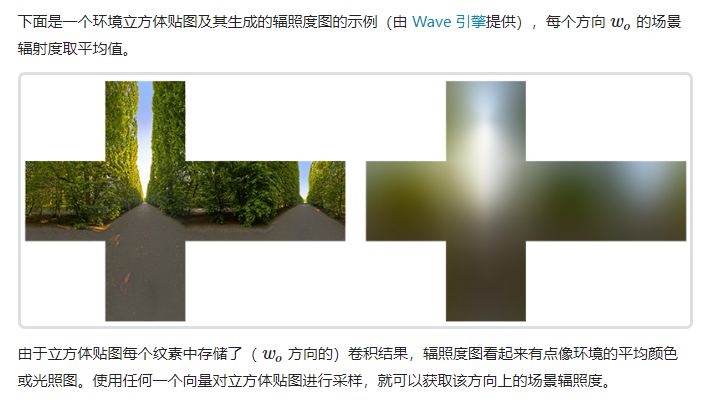 下面是一个环境立方体贴图及其生成的辐照度图的示例（由 Wave 引擎提供），每个方向 wₒ 的场景
辐射度取平均值。
由于立方体贴图每个纹素中存储了（ wₒ 方向的）卷积结果，辐照度图看起来有点像环境的平均颜色
或光照图。使用任何一个向量对立方体贴图进行采样，就可以获取该方向上的场景辐照度。